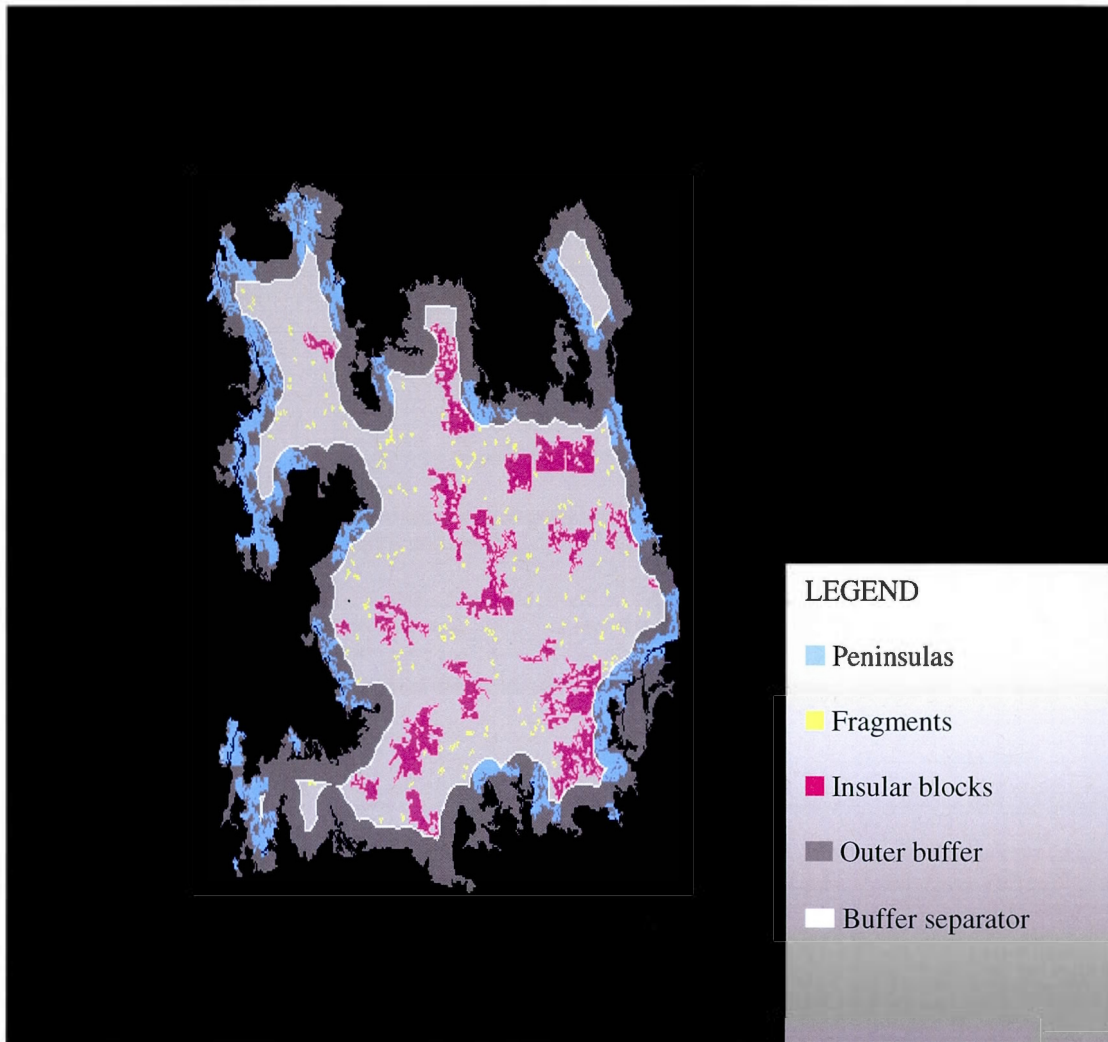 LEGEND
Peninsulas
Fragments
Insular blocks
Outer buffer
Buffer separator